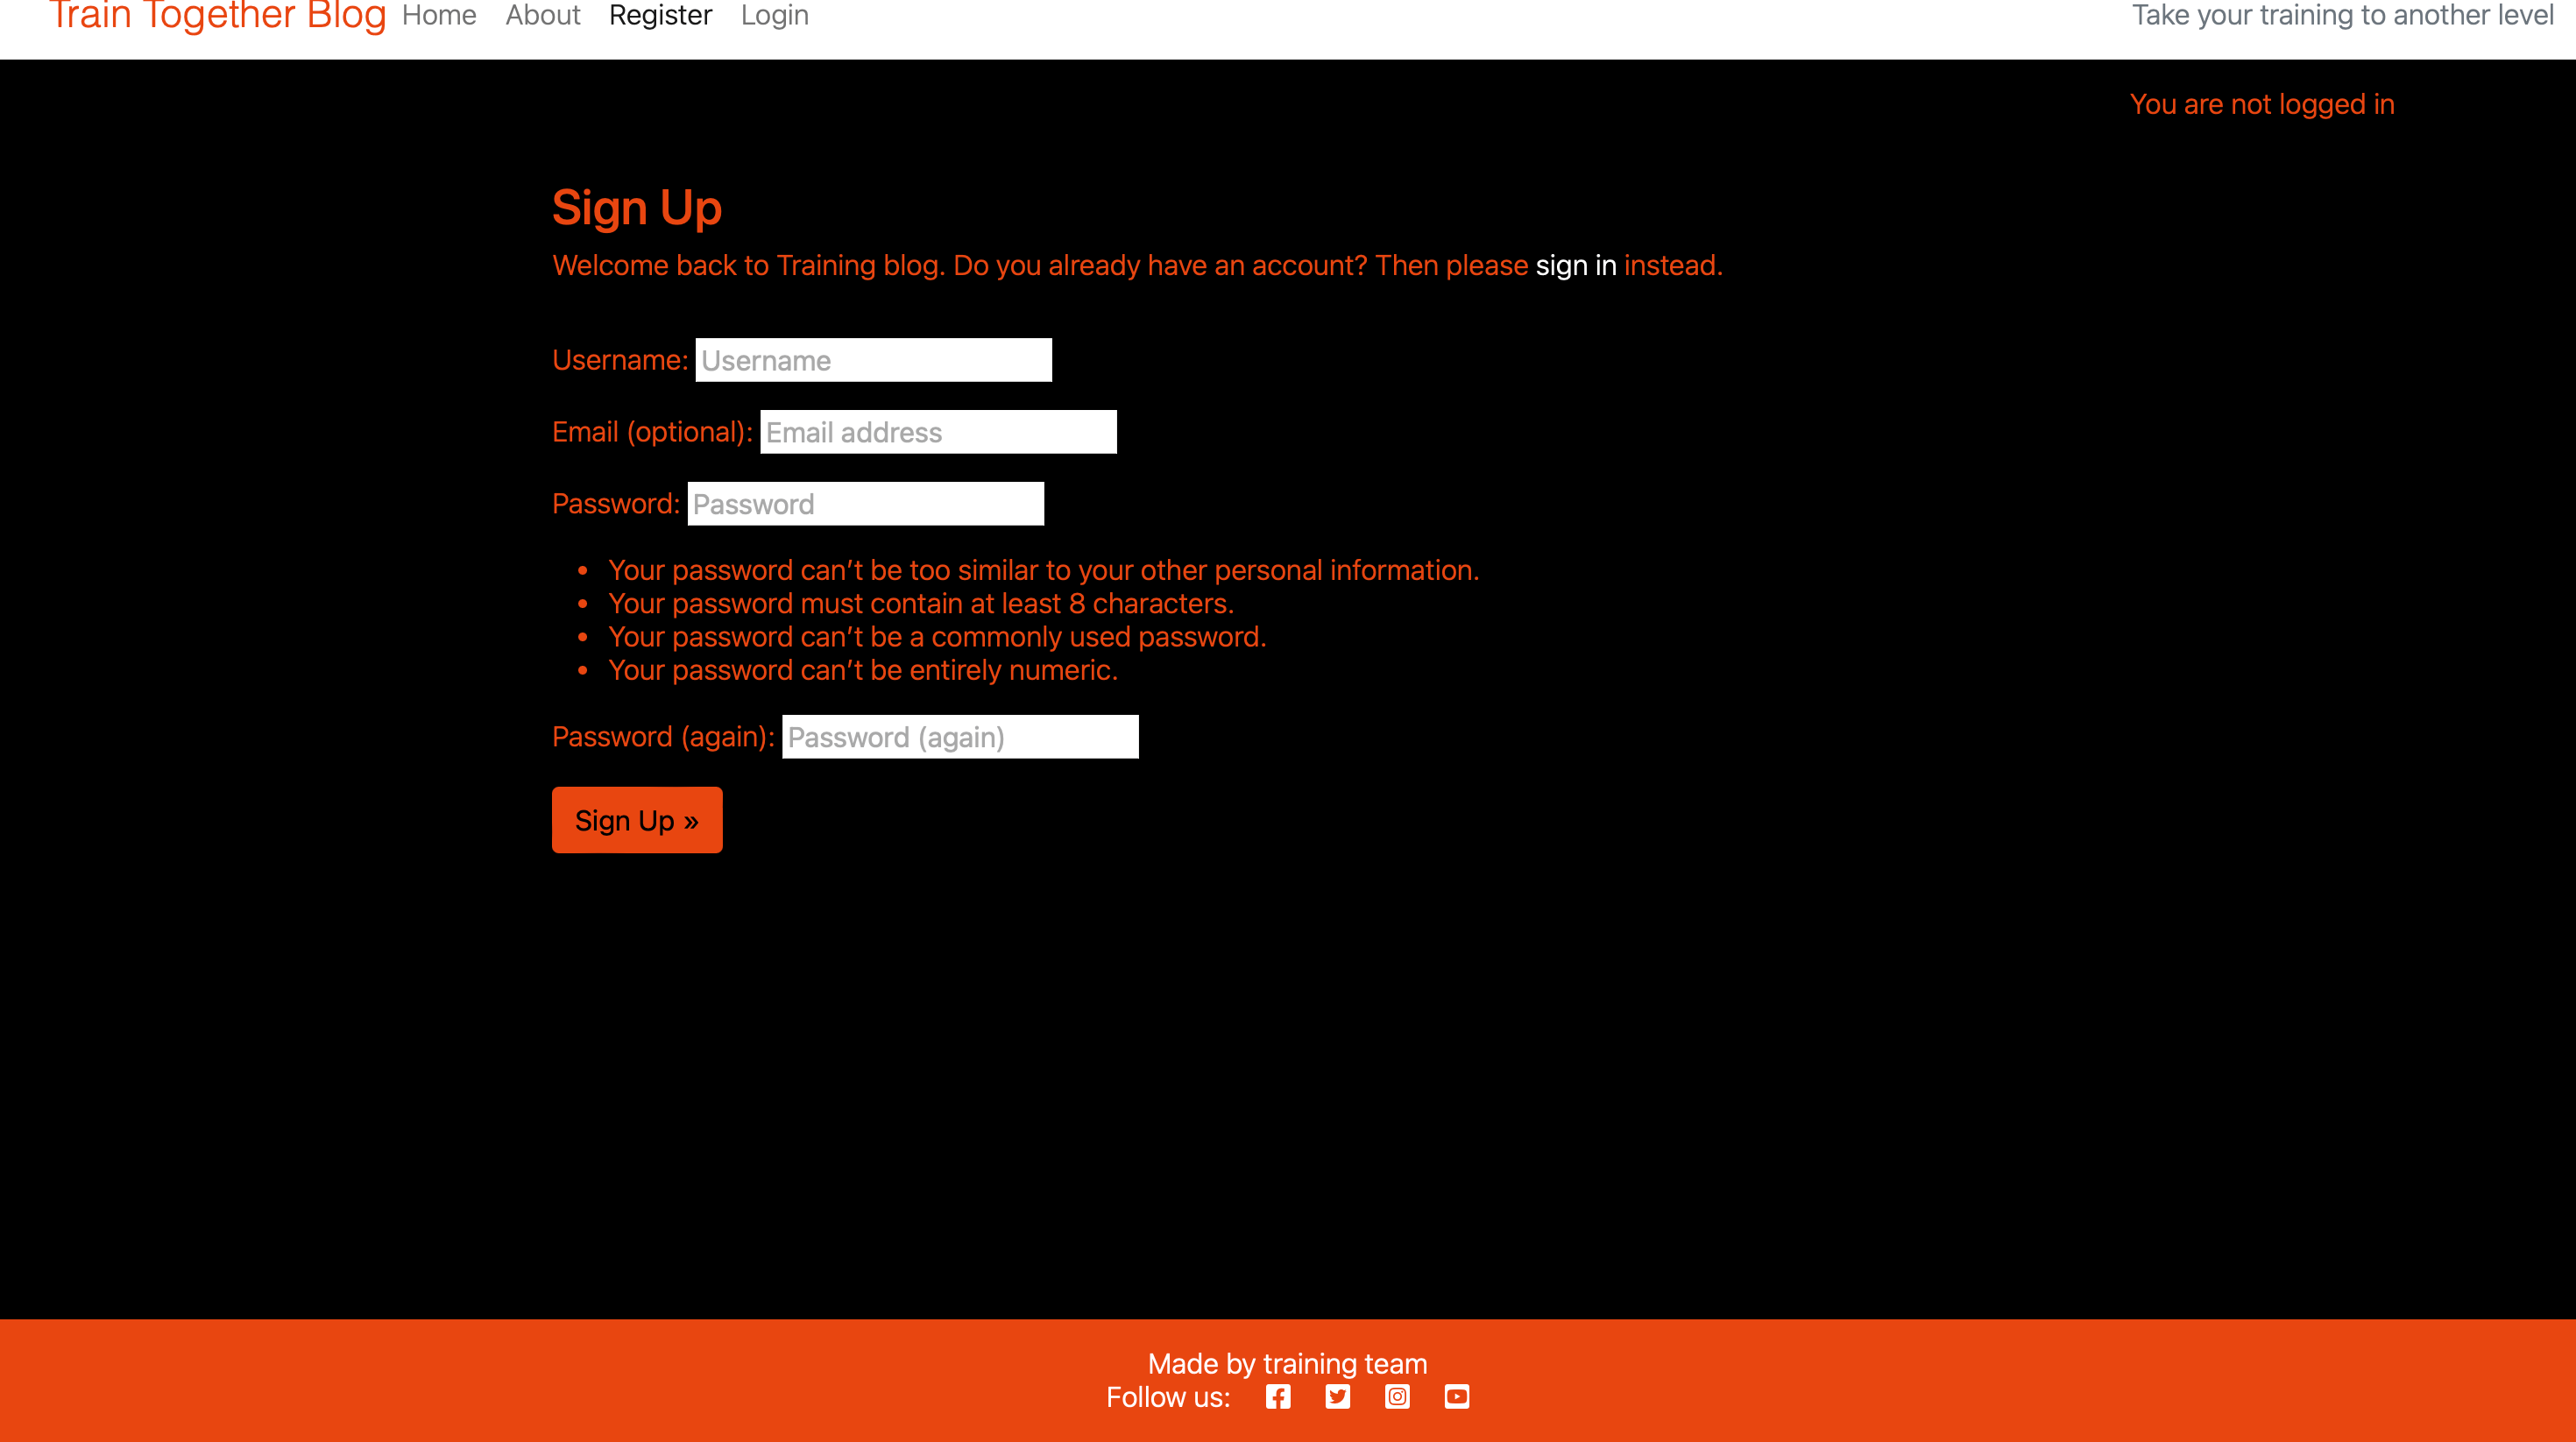 Train Together Blog Home About Register Login Take your training to another level
You are not logged in
Sign Up
Welcome back to Training blog. Do you already have an account? Then please sign in instead.
Username: Username
Email (optional): Email address
Password: Password
• Your password can’t be too similar to your other personal information.
• Your password must contain at least 8 characters.
• Your password can’t be a commonly used password.
• Your password can’t be entirely numeric.
Password (again): Password (again)
Sign Up »
Made by training team
Follow us: